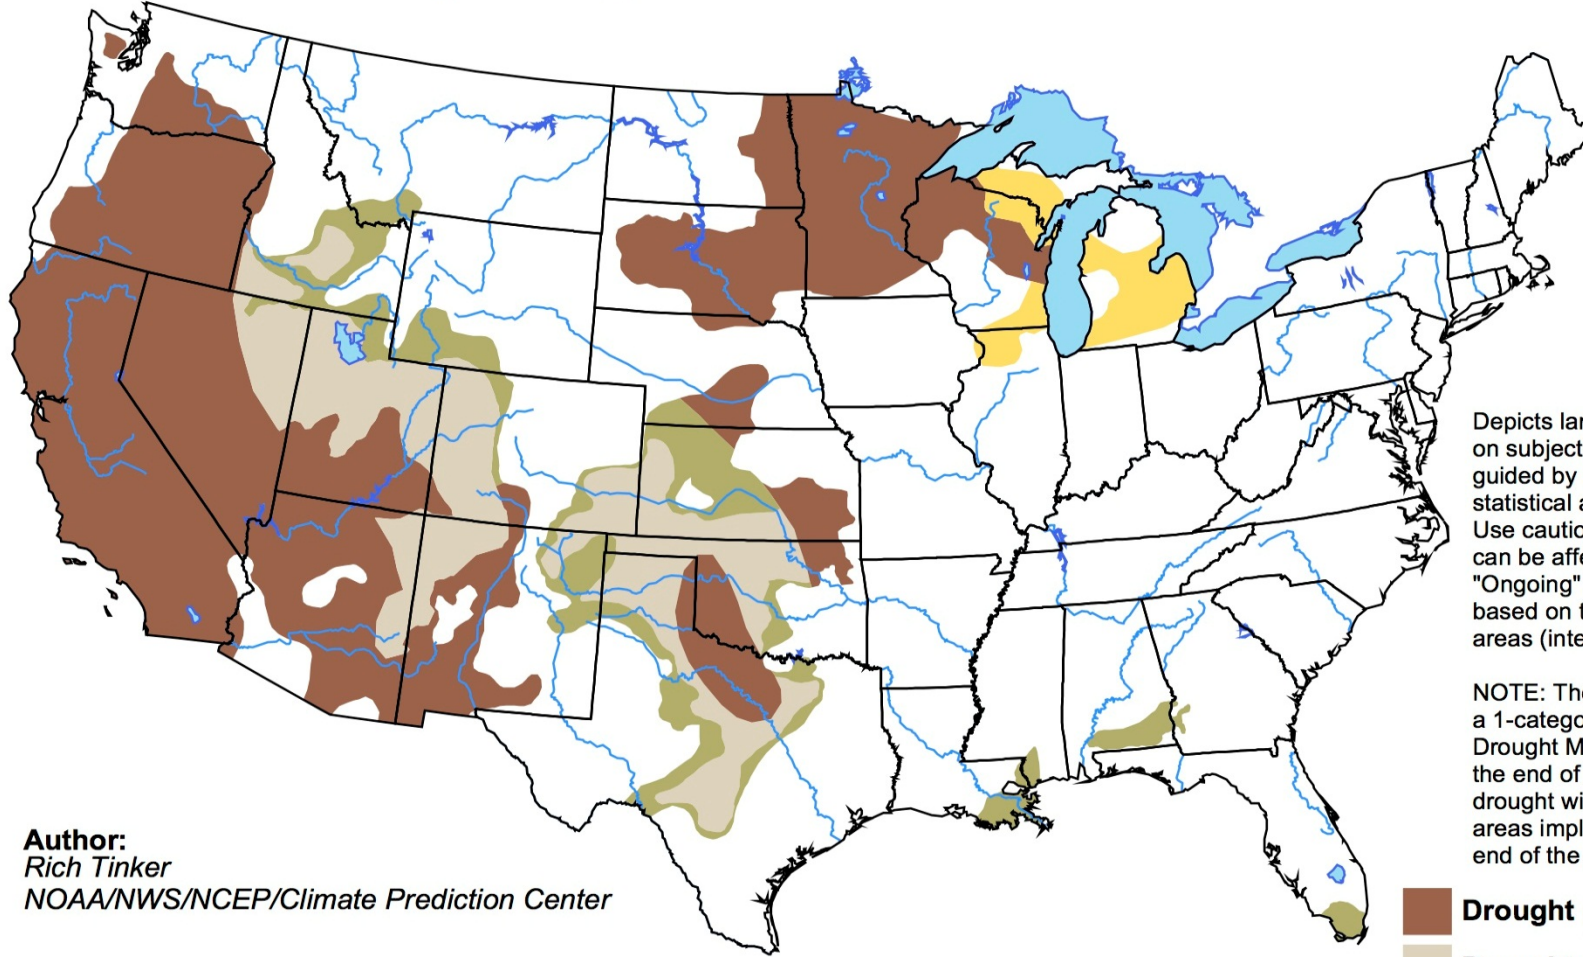 Depicts lar
on subject
guided by
statistical a
Use cautio
can be affe
"Ongoing"
based on t
areas (inte
NOTE: The
a 1-catego
Drought M
the end of
drought wi
areas impl
end of the
Author:
Rich Tinker
NOAA/NWS/NCEP/Climate Prediction Center
Drought